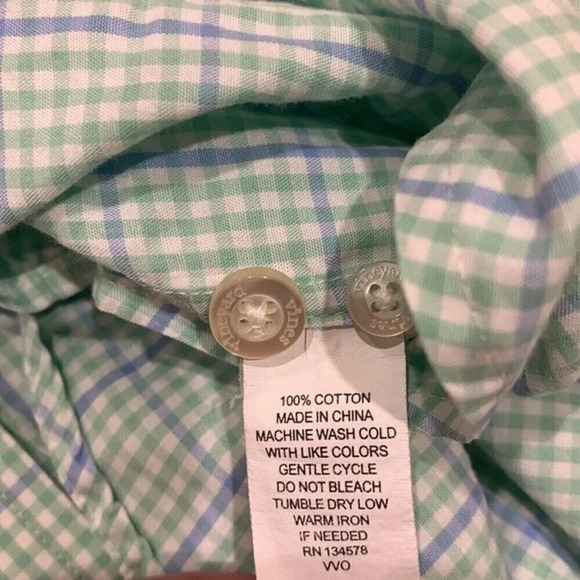 vineyard vines
vineyard vines
100% COTTON
MADE IN CHINA
MACHINE WASH COLD
WITH LIKE COLORS
GENTLE CYCLE
DO NOT BLEACH
TUMBLE DRY LOW
WARM IRON
IF NEEDED
RN 134578
VVO